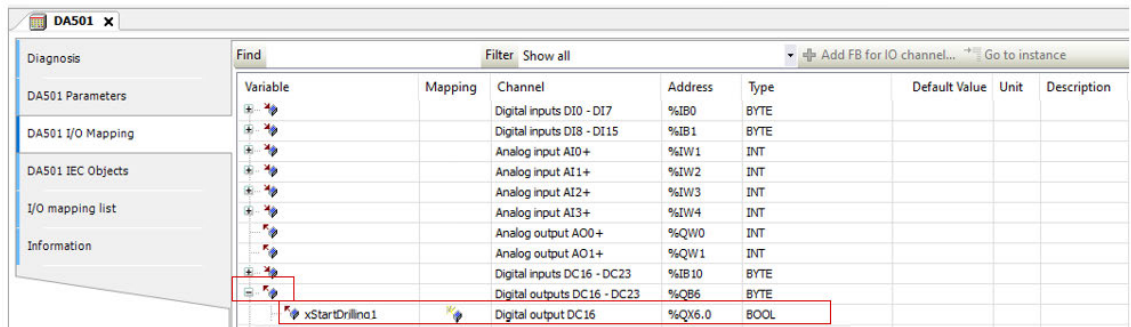 DA501 X
Diagnosis
DA501 Parameters
DA501 I/O Mapping
DA501 IEC Objects
I/O mapping list
Information
Find Filter Show all Add FB for IO channel... Go to instance
Variable Mapping Channel Address Type Default Value Unit Description
Digital inputs DI0 - DI7 %IB0 BYTE
Digital inputs DI8 - DI15 %IB1 BYTE
Analog input AI0+ %IW1 INT
Analog input AI1+ %IW2 INT
Analog input AI2+ %IW3 INT
Analog input AI3+ %IW4 INT
Analog output AO0+ %QW0 INT
Analog output AO1+ %QW1 INT
Digital inputs DC16 - DC23 %IB10 BYTE
Digital outputs DC16 - DC23 %QB6 BYTE
xStartDrilling1 Digital output DC16 %QX6.0 BOOL